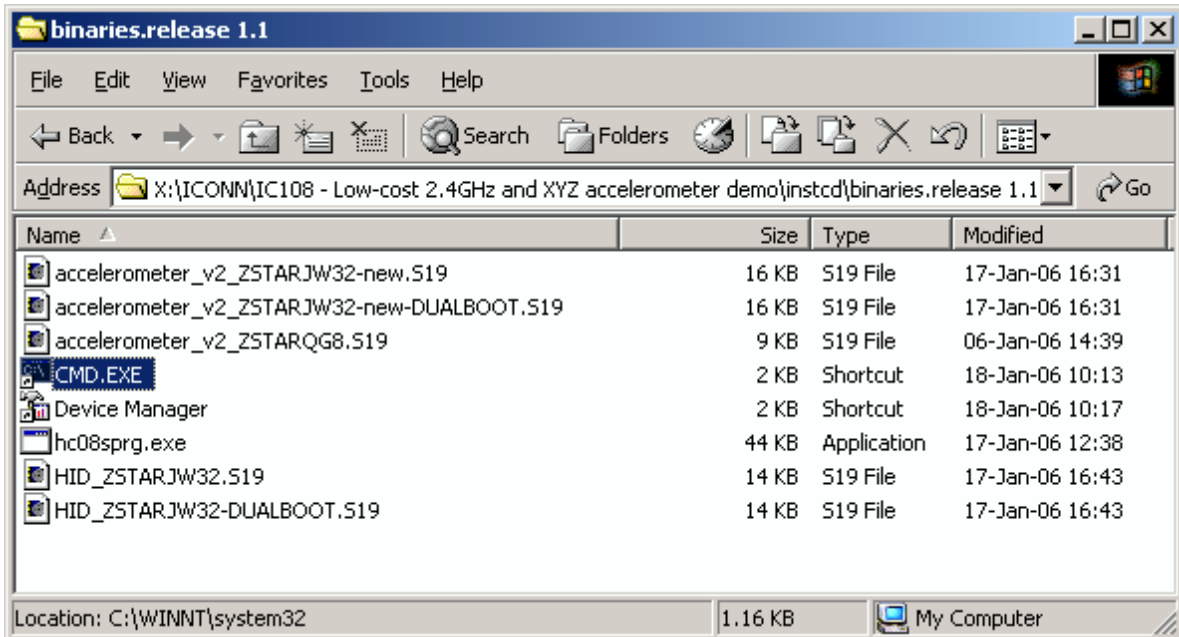 binaries.release 1.1
File Edit View Favorites Tools Help
Back Search Folders
Address X:\ICONN\IC108 - Low-cost 2.4GHz and XYZ accelerometer demo\instcd\binaries.release 1.1 Go
Name Size Type Modified
accelerometer_v2_ZSTARJW32-new.S19 16 KB S19 File 17-Jan-06 16:31
accelerometer_v2_ZSTARJW32-new-DUALBOOT.S19 16 KB S19 File 17-Jan-06 16:31
accelerometer_v2_ZSTARQG8.S19 9 KB S19 File 06-Jan-06 14:39
CMD.EXE 2 KB Shortcut 18-Jan-06 10:13
Device Manager 2 KB Shortcut 18-Jan-06 10:17
hc08sprg.exe 44 KB Application 17-Jan-06 12:38
HID_ZSTARJW32.S19 14 KB S19 File 17-Jan-06 16:43
HID_ZSTARJW32-DUALBOOT.S19 14 KB S19 File 17-Jan-06 16:43
Location: C:\WINNT\system32 1.16 KB My Computer